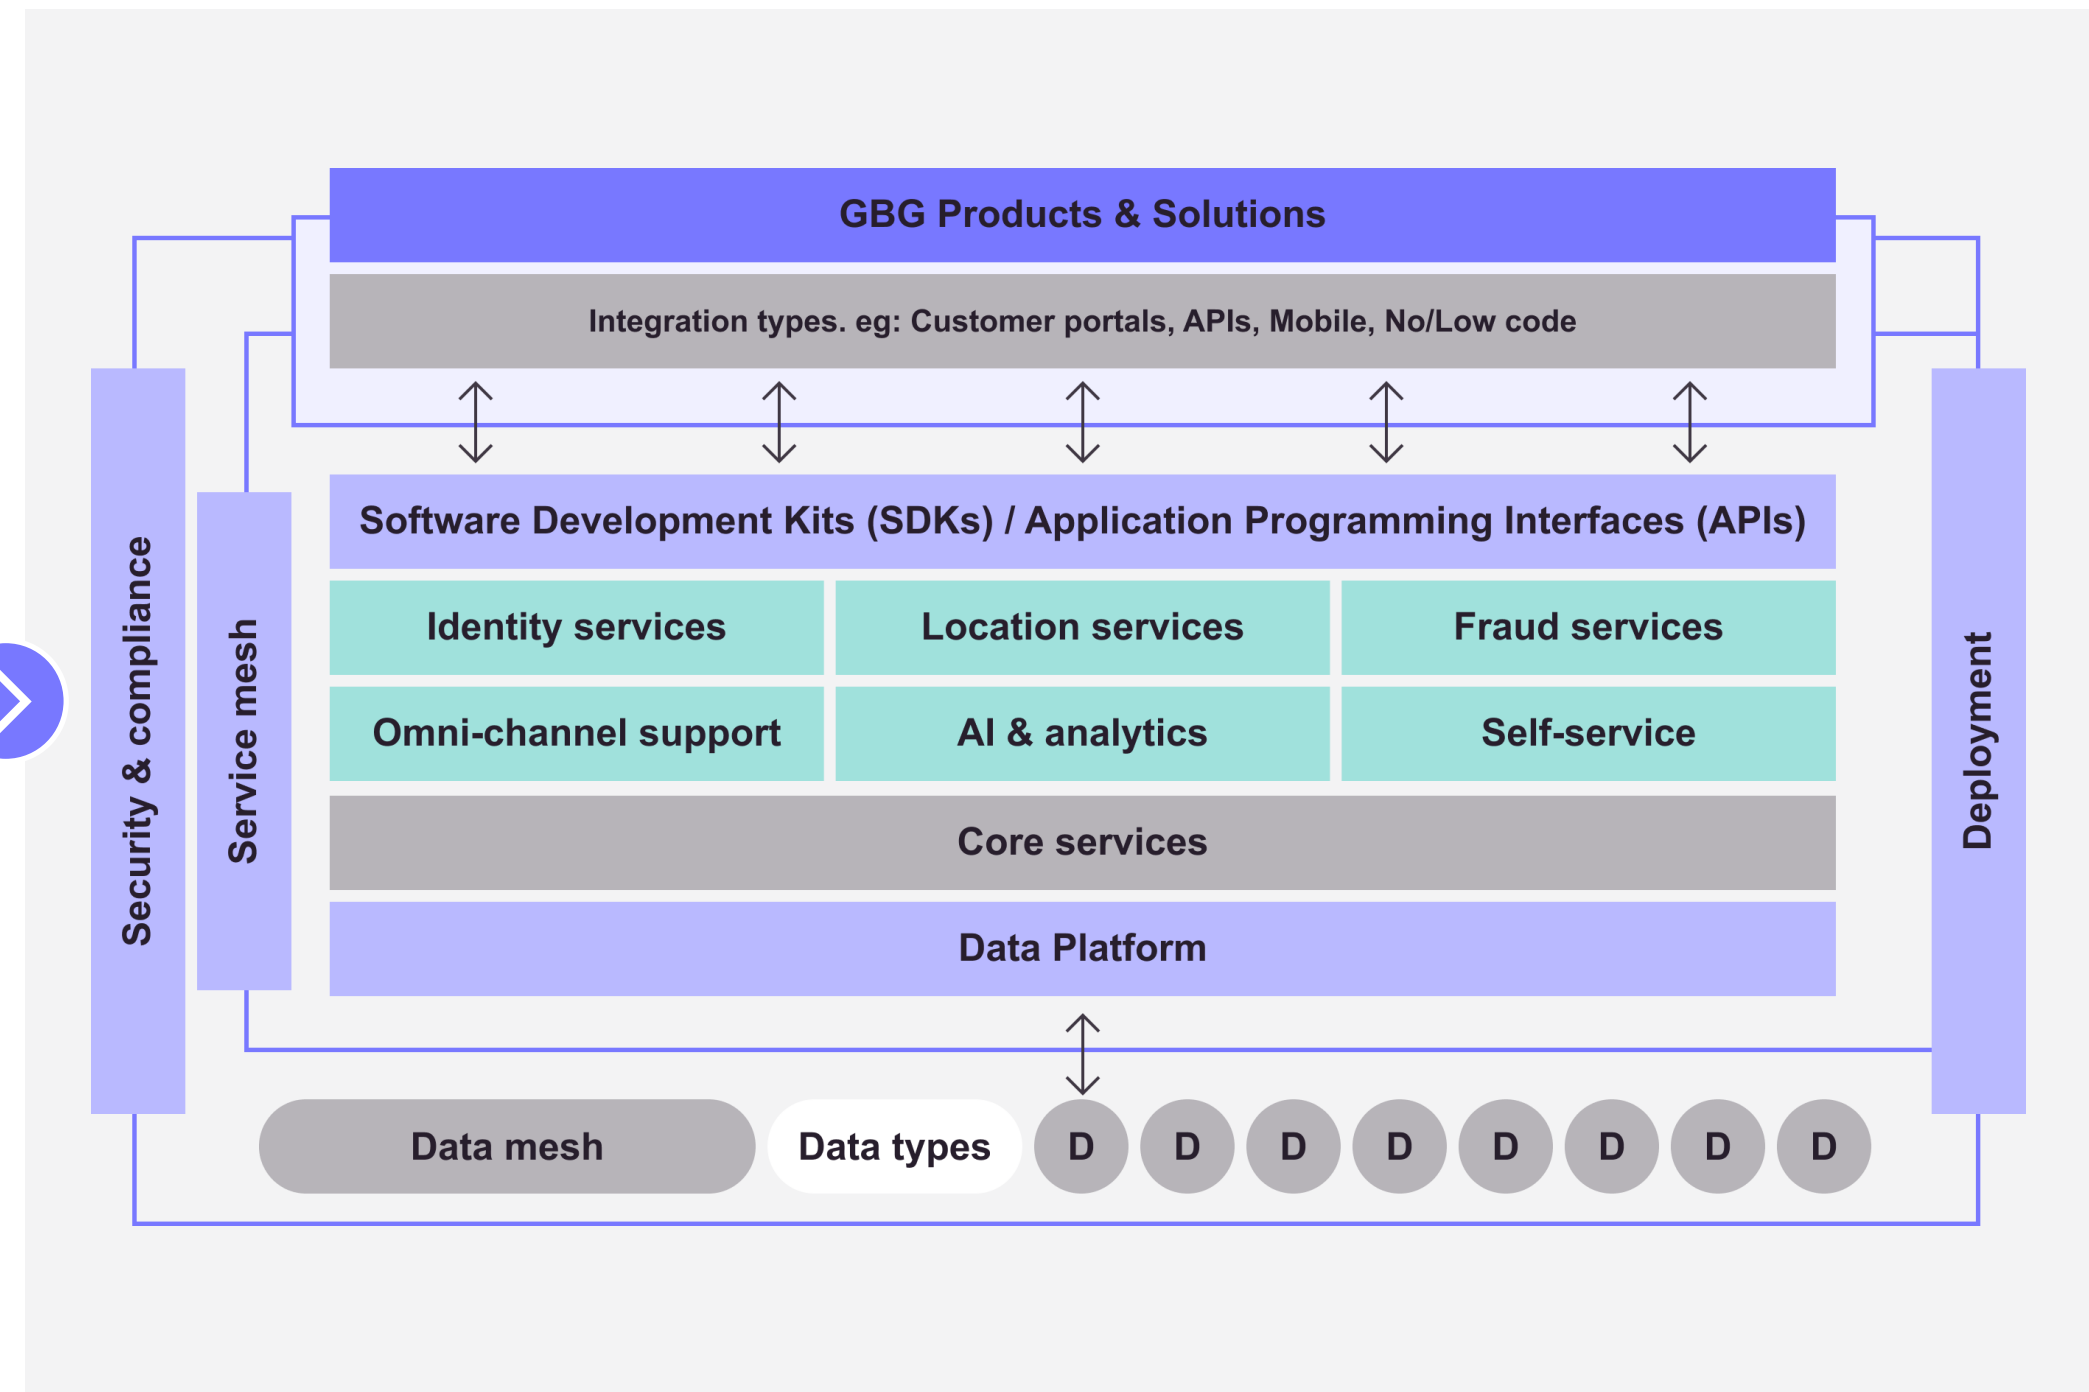 GBG Products & Solutions
Integration types. eg: Customer portals, APIs, Mobile, No/Low code
Software Development Kits (SDKs) / Application Programming Interfaces (APIs)
Identity services
Location services
Fraud services
Omni-channel support
AI & analytics
Self-service
Core services
Data Platform
Security & compliance
Service mesh
Deployment
Data mesh
Data types
D D D D D D D D